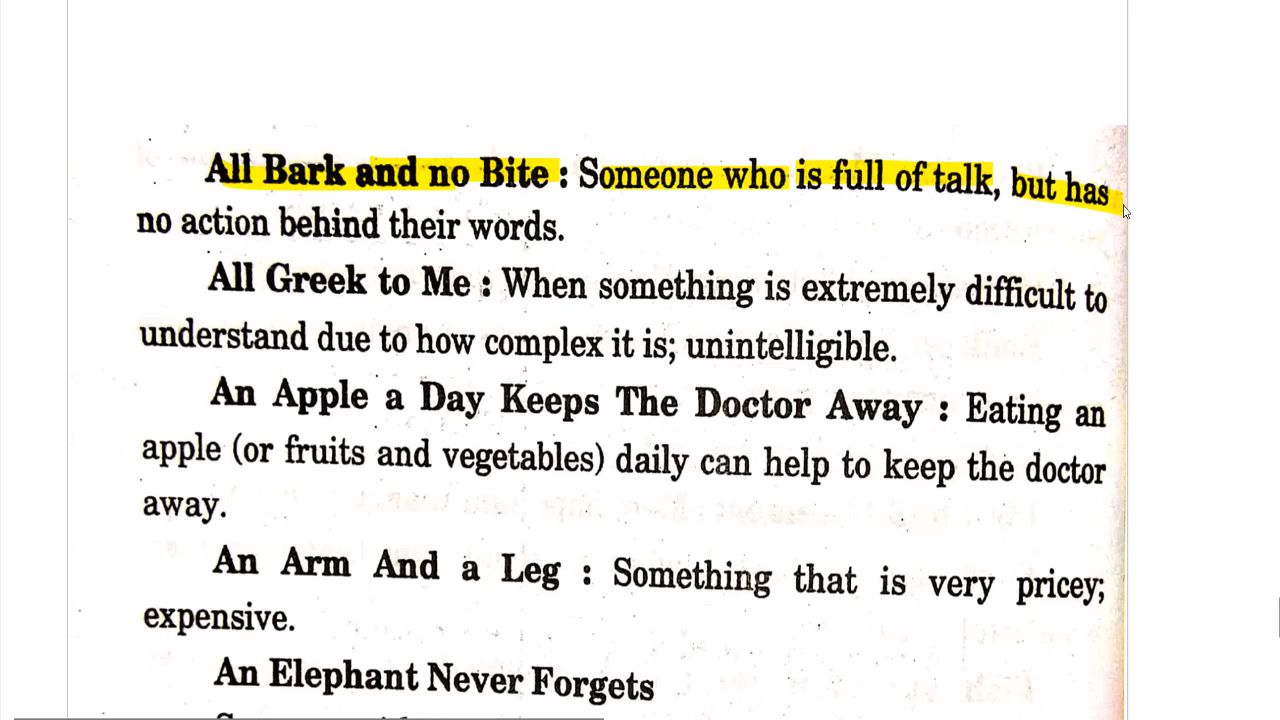 All Bark and no Bite : Someone who is full of talk, but has
no action behind their words.
All Greek to Me : When something is extremely difficult to
understand due to how complex it is; unintelligible.
An Apple a Day Keeps The Doctor Away : Eating an
apple (or fruits and vegetables) daily can help to keep the doctor
away.
An Arm And a Leg : Something that is very pricey;
expensive.
An Elephant Never Forgets